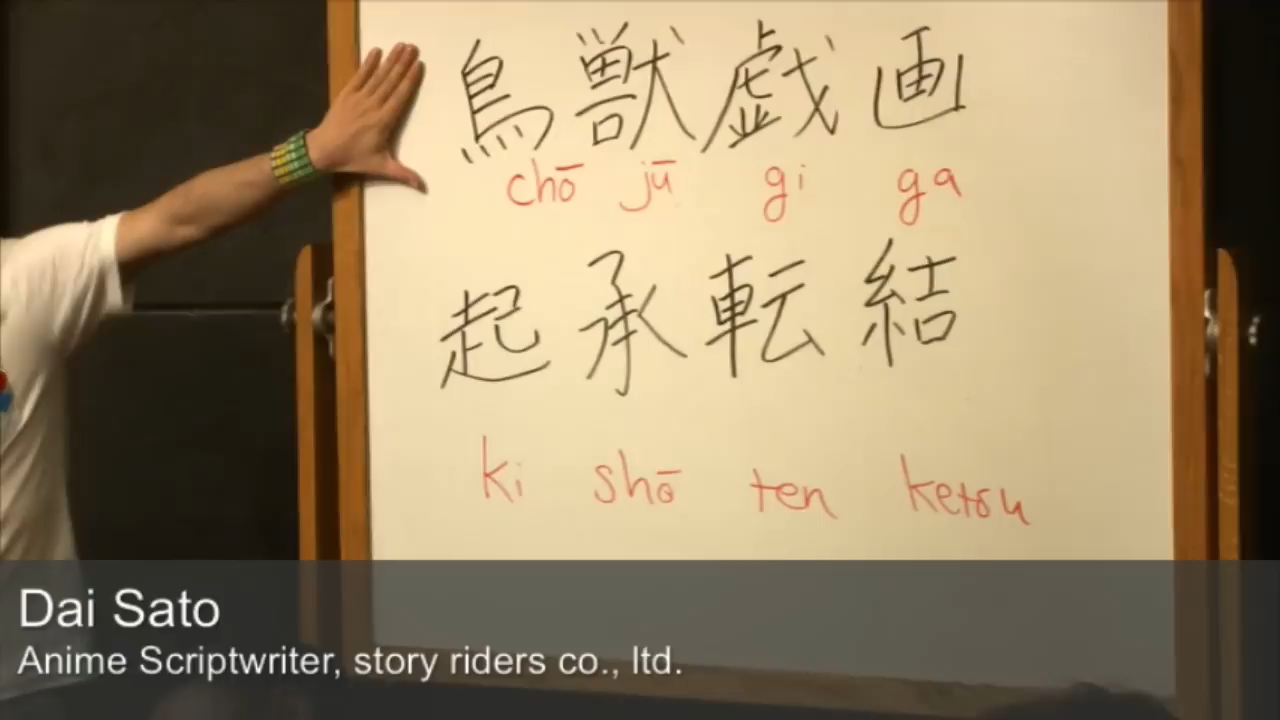 鳥獣戯画
chō jū gi ga
起承転結
ki shō ten ketsu
Dai Sato
Anime Scriptwriter, story riders co., ltd.